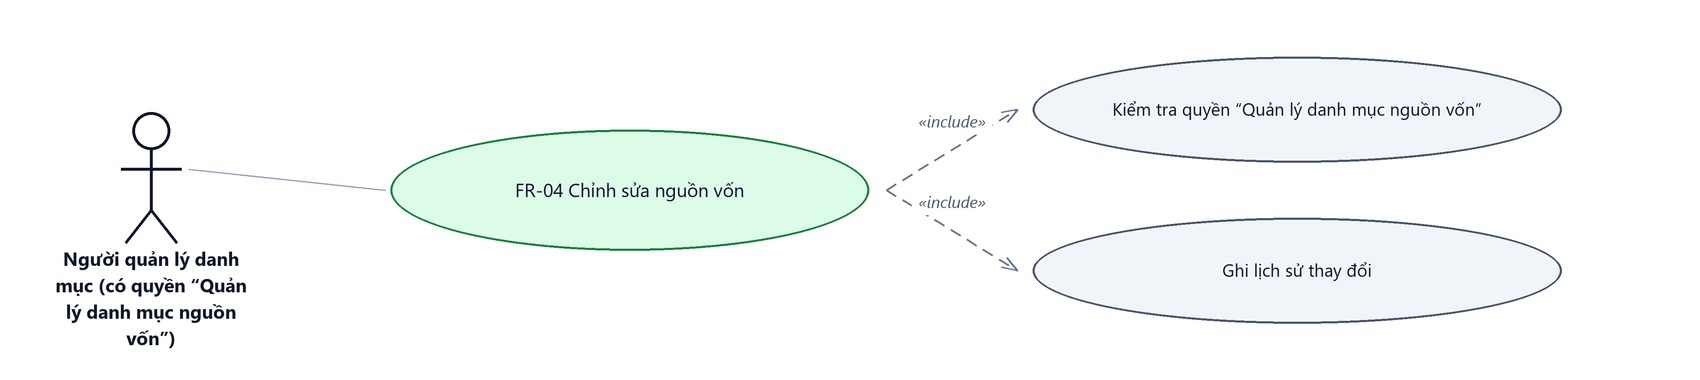 Người quản lý danh
mục (có quyền “Quản
lý danh mục nguồn
vốn”)
FR-04 Chỉnh sửa nguồn vốn
«include»
«include»
Kiểm tra quyền “Quản lý danh mục nguồn vốn”
Ghi lịch sử thay đổi